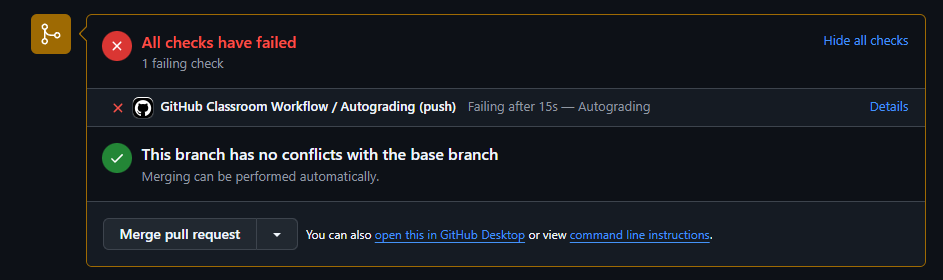 All checks have failed
Hide all checks
1 failing check
GitHub Classroom Workflow / Autograding (push) Failing after 15s — Autograding
Details
This branch has no conflicts with the base branch
Merging can be performed automatically.
Merge pull request
You can also open this in GitHub Desktop or view command line instructions.